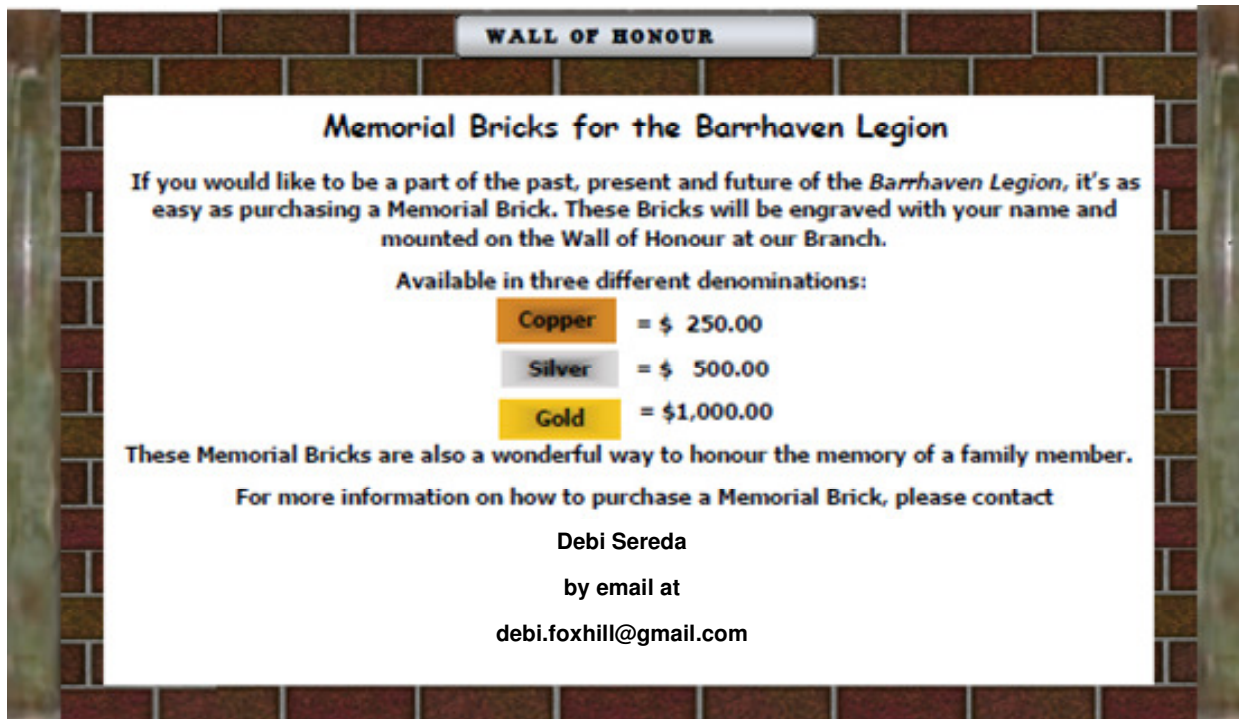 WALL OF HONOUR
Memorial Bricks for the Barrhaven Legion
If you would like to be a part of the past, present and future of the Barrhaven Legion, it's as
easy as purchasing a Memorial Brick. These Bricks will be engraved with your name and
mounted on the Wall of Honour at our Branch.
Available in three different denominations:
Copper = $ 250.00
Silver = $ 500.00
Gold = $1,000.00
These Memorial Bricks are also a wonderful way to honour the memory of a family member.
For more information on how to purchase a Memorial Brick, please contact
Debi Sereda
by email at
debi.foxhill@gmail.com